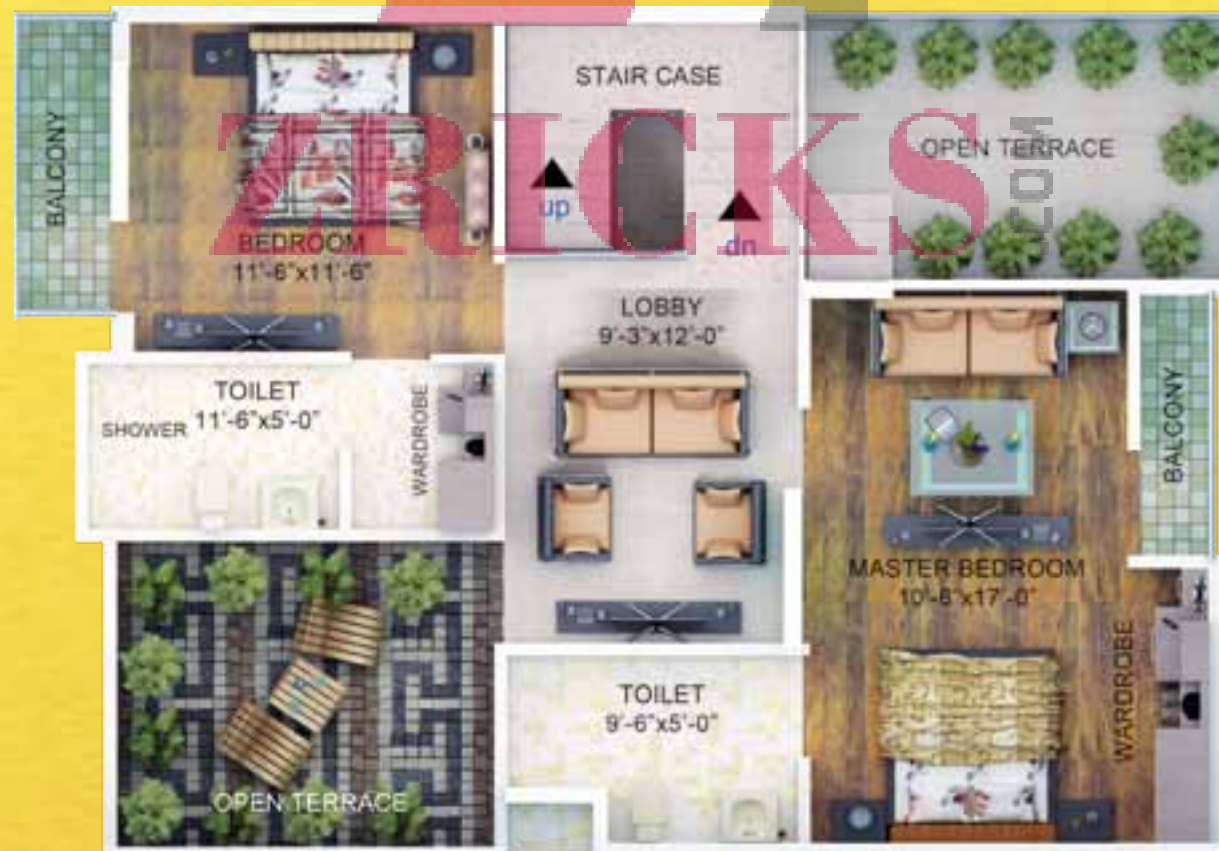 BALCONY
STAIR CASE
up
dn
OPEN TERRACE
ZRICKS
.COM
BEDROOM
11'-6"x11'-6"
LOBBY
9'-3"x12'-0"
TOILET
11'-6"x5'-0"
SHOWER
WARDROBE
BALCONY
MASTER BEDROOM
10'-6"x17'-0"
WARDROBE
TOILET
9'-6"x5'-0"
OPEN TERRACE